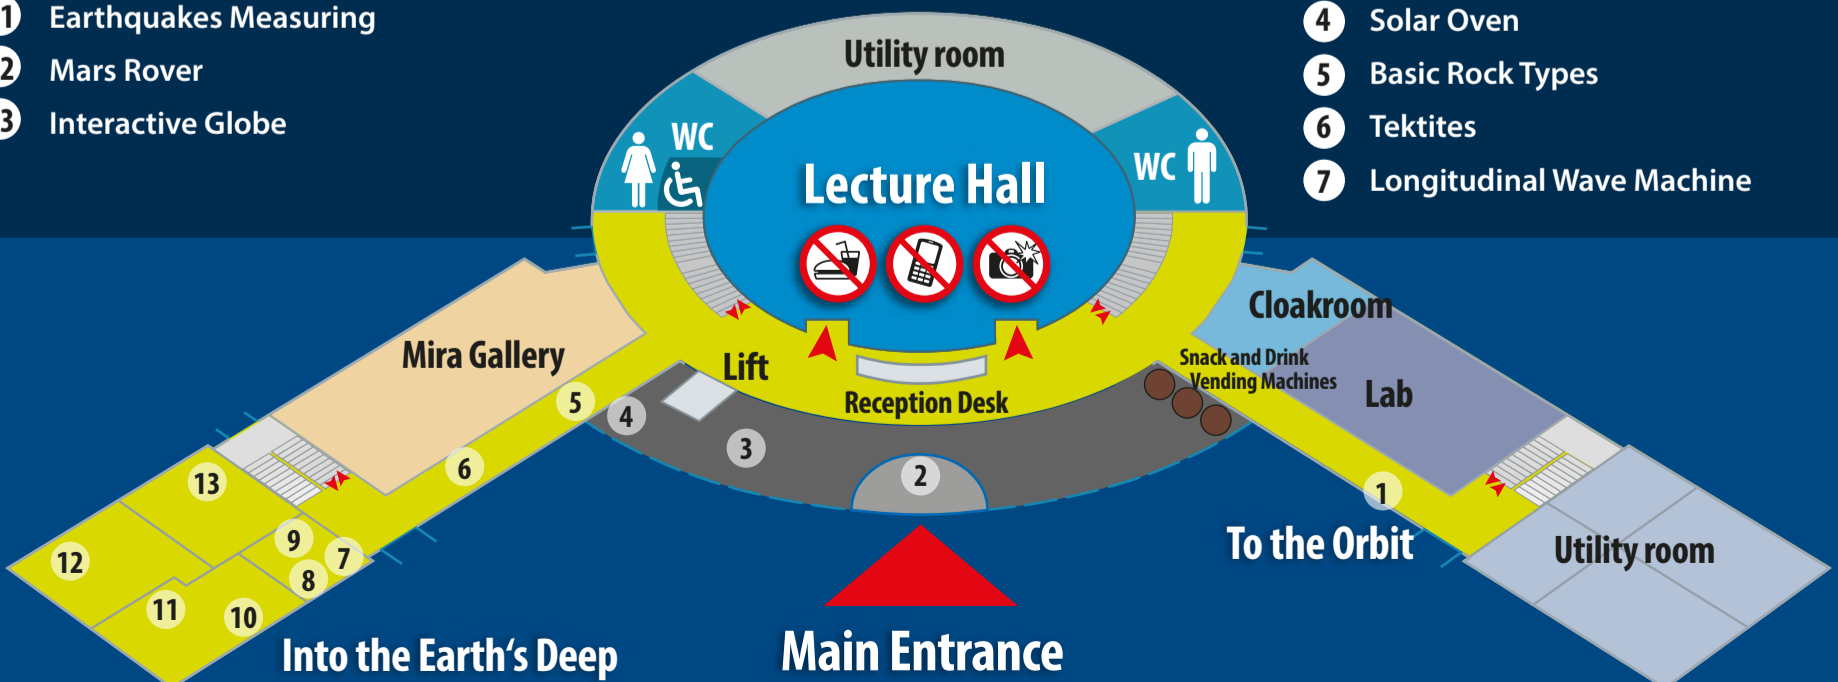 1 Earthquakes Measuring
2 Mars Rover
3 Interactive Globe
4 Solar Oven
5 Basic Rock Types
6 Tektites
7 Longitudinal Wave Machine
Utility room
WC
WC
Lecture Hall
Mira Gallery
Lift
Reception Desk
Cloakroom
Snack and Drink
Vending Machines
Lab
5
4
3
2
6
13
12
9
7
8
11
10
1
To the Orbit
Utility room
Into the Earth‘s Deep
Main Entrance